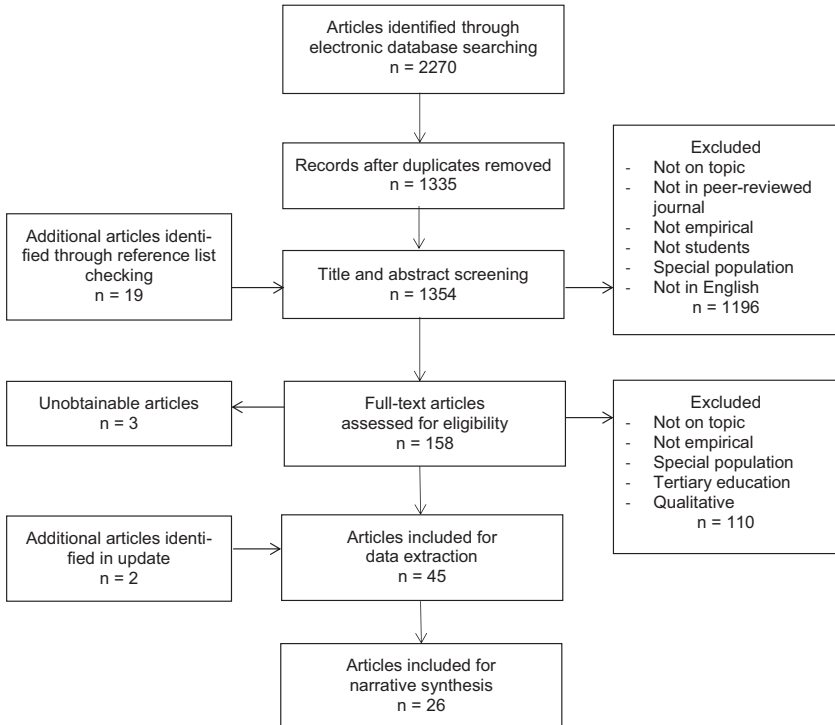 Articles identified through
electronic database searching
n = 2270
Records after duplicates removed
n = 1335
Excluded
- Not on topic
- Not in peer-reviewed
journal
- Not empirical
- Not students
- Special population
- Not in English
n = 1196
Additional articles identi-
fied through reference list
checking
n = 19
Title and abstract screening
n = 1354
Unobtainable articles
n = 3
Full-text articles
assessed for eligibility
n = 158
Excluded
- Not on topic
- Not empirical
- Special population
- Tertiary education
- Qualitative
n = 110
Additional articles identi-
fied in update
n = 2
Articles included for
data extraction
n = 45
Articles included for
narrative synthesis
n = 26